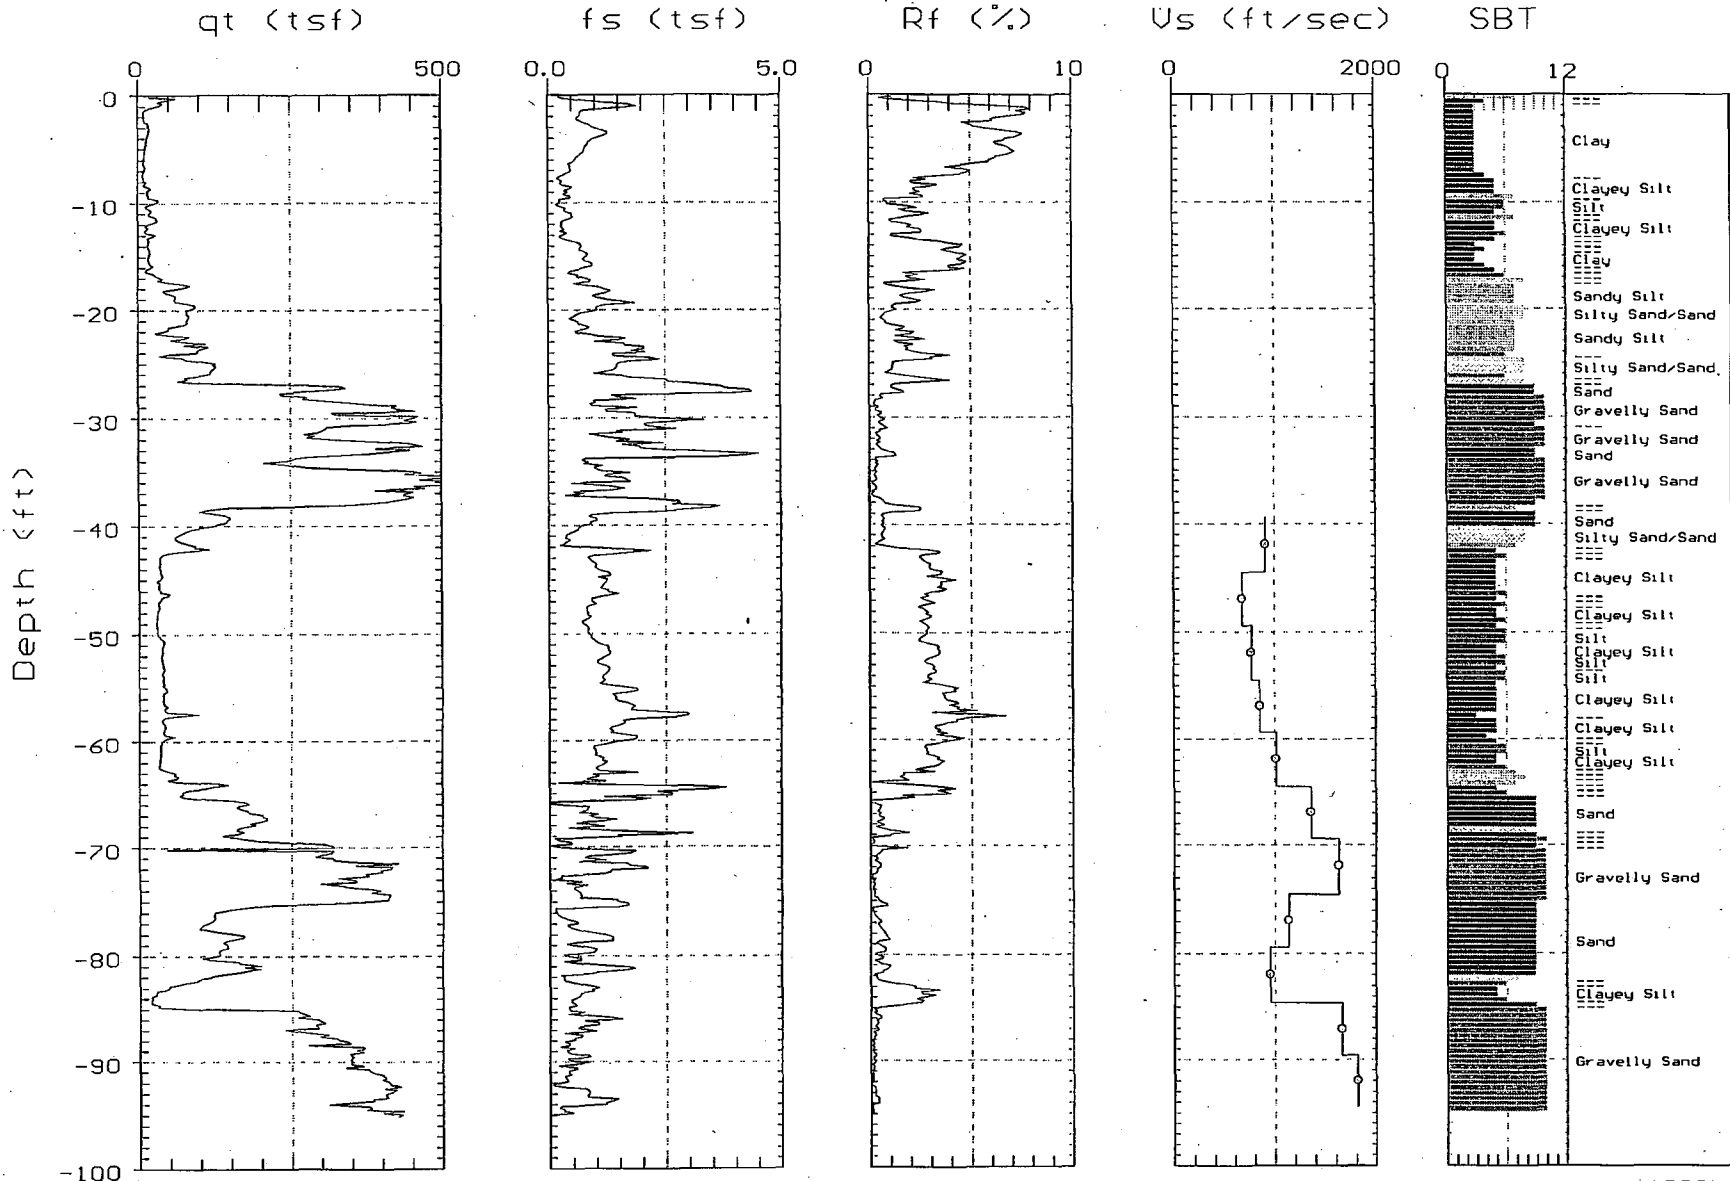 qt (tsf) fs (tsf) Rf (%) Vs (ft/sec) SBT
0 500 0.0 5.0 0 10 0 2000 0 12
0
-10
-20
-30
-40
-50
-60
-70
-80
-90
-100
Depth (ft)
Clay
Clayey Silt
Silt
Clayey Silt
Clay
Sandy Silt
Silty Sand/Sand
Sandy Silt
Silty Sand/Sand
Sand
Gravelly Sand
Gravelly Sand
Sand
Gravelly Sand
Sand
Silty Sand/Sand
Clayey Silt
Clayey Silt
Silt
Clayey Silt
Silt
Silt
Clayey Silt
Clayey Silt
Silt
Clayey Silt
Sand
Gravelly Sand
Sand
Clayey Silt
Gravelly Sand